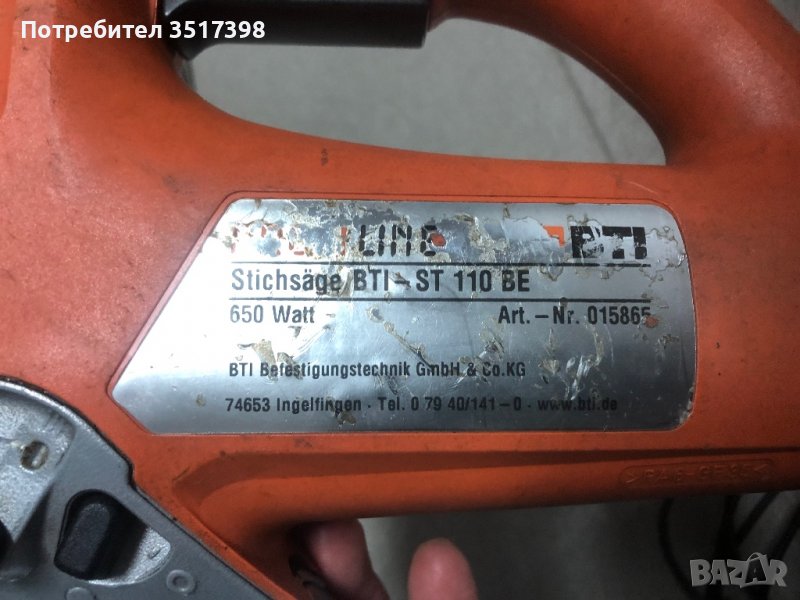 Потребител 3517398
LINE
BTI
Stichsäge BTI-ST 110 BE
650 Watt Art.-Nr. 015865
BTI Befestigungstechnik GmbH & Co.KG
74653 Ingelfingen · Tel. 0 79 40/141-0 · www.bti.de
BAZAR